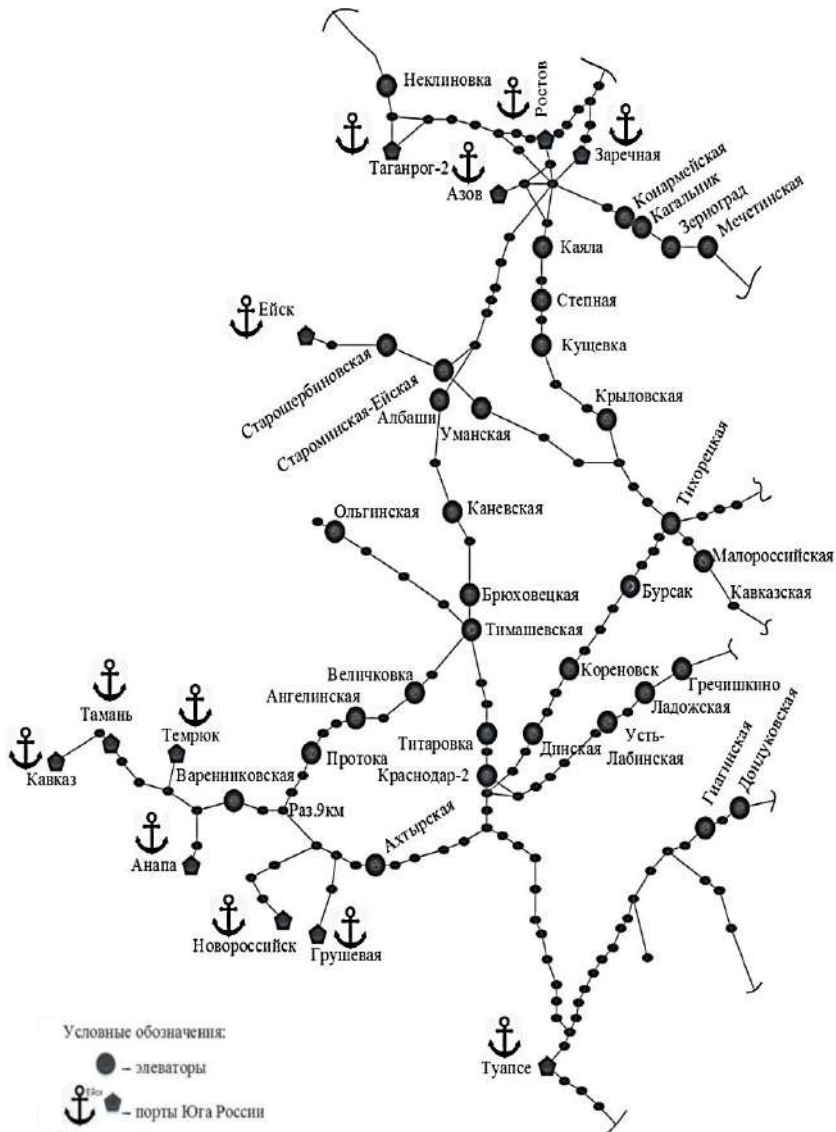 Неклиновка
Ростов
Таганрог-2
Заречная
Азов
Конармейская
Кагальник
Зерноград
Мечетинская
Каяла
Степная
Ейск
Кущевка
Старощербиновская
Староминская-Ейская
Албаши
Уманская
Крыловская
Тихорецкая
Ольгинская
Каневская
Малороссийская
Бурсак
Кавказская
Брюховецкая
Тимашевская
Величковка
Ангелинская
Кореновск
Гречишкино
Ладожская
Тамань
Темрюк
Титаровка
Динская
Усть-
Лабинская
Протока
Краснодар-2
Кавказ
Варенниковская
Раз.9км
Ахтырская
Гиагинская
Дондуковская
Анапа
Новороссийск
Грушевая
Туапсе
Условные обозначения:
– элеваторы
Ейск
– порты Юга России